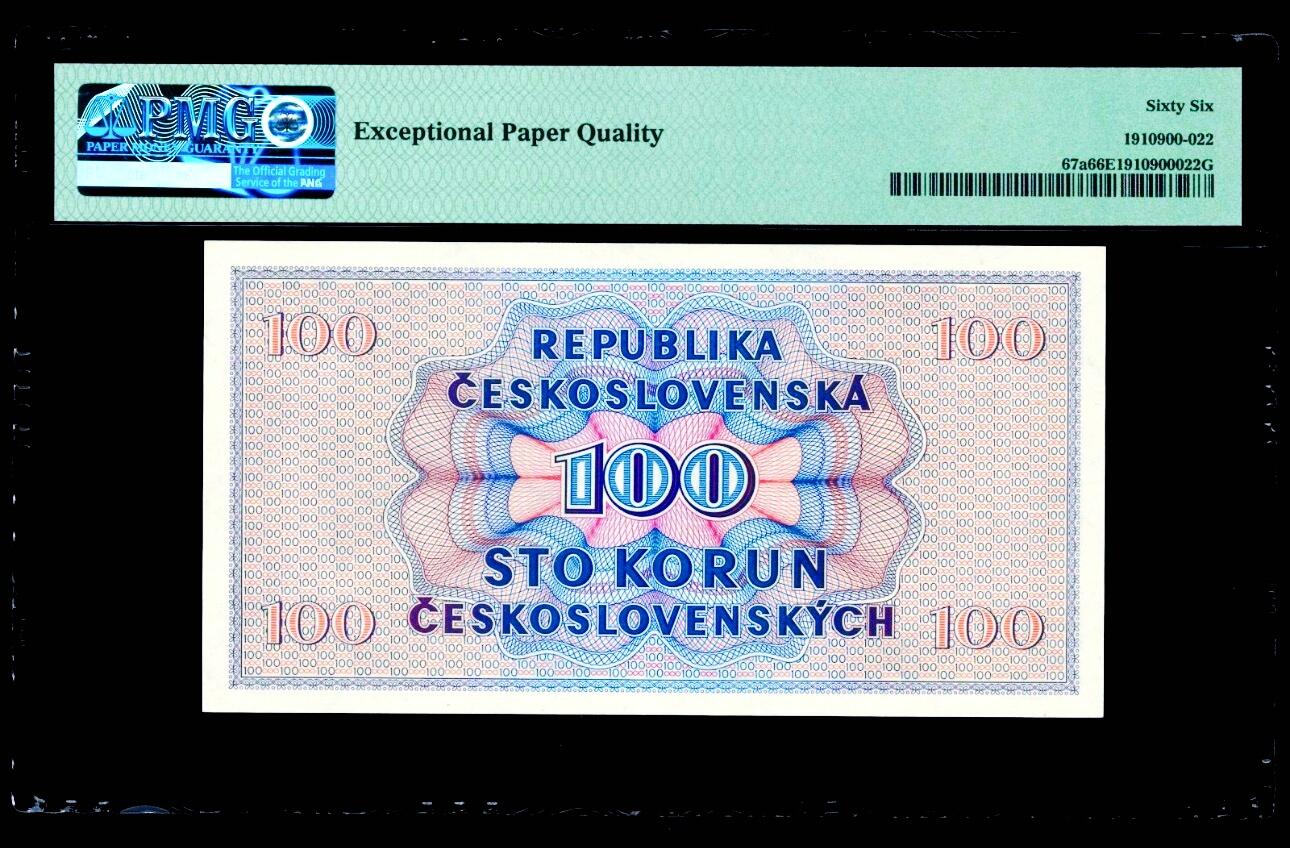 PMG
PAPER MONEY GUARANTY
The Official Grading
Service of the ANA
Exceptional Paper Quality
Sixty Six
1910900-022
67a66E1910900022G
100
100
REPUBLIKA
ČESKOSLOVENSKÁ
100
STO KORUN
ČESKOSLOVENSKÝCH
100
100